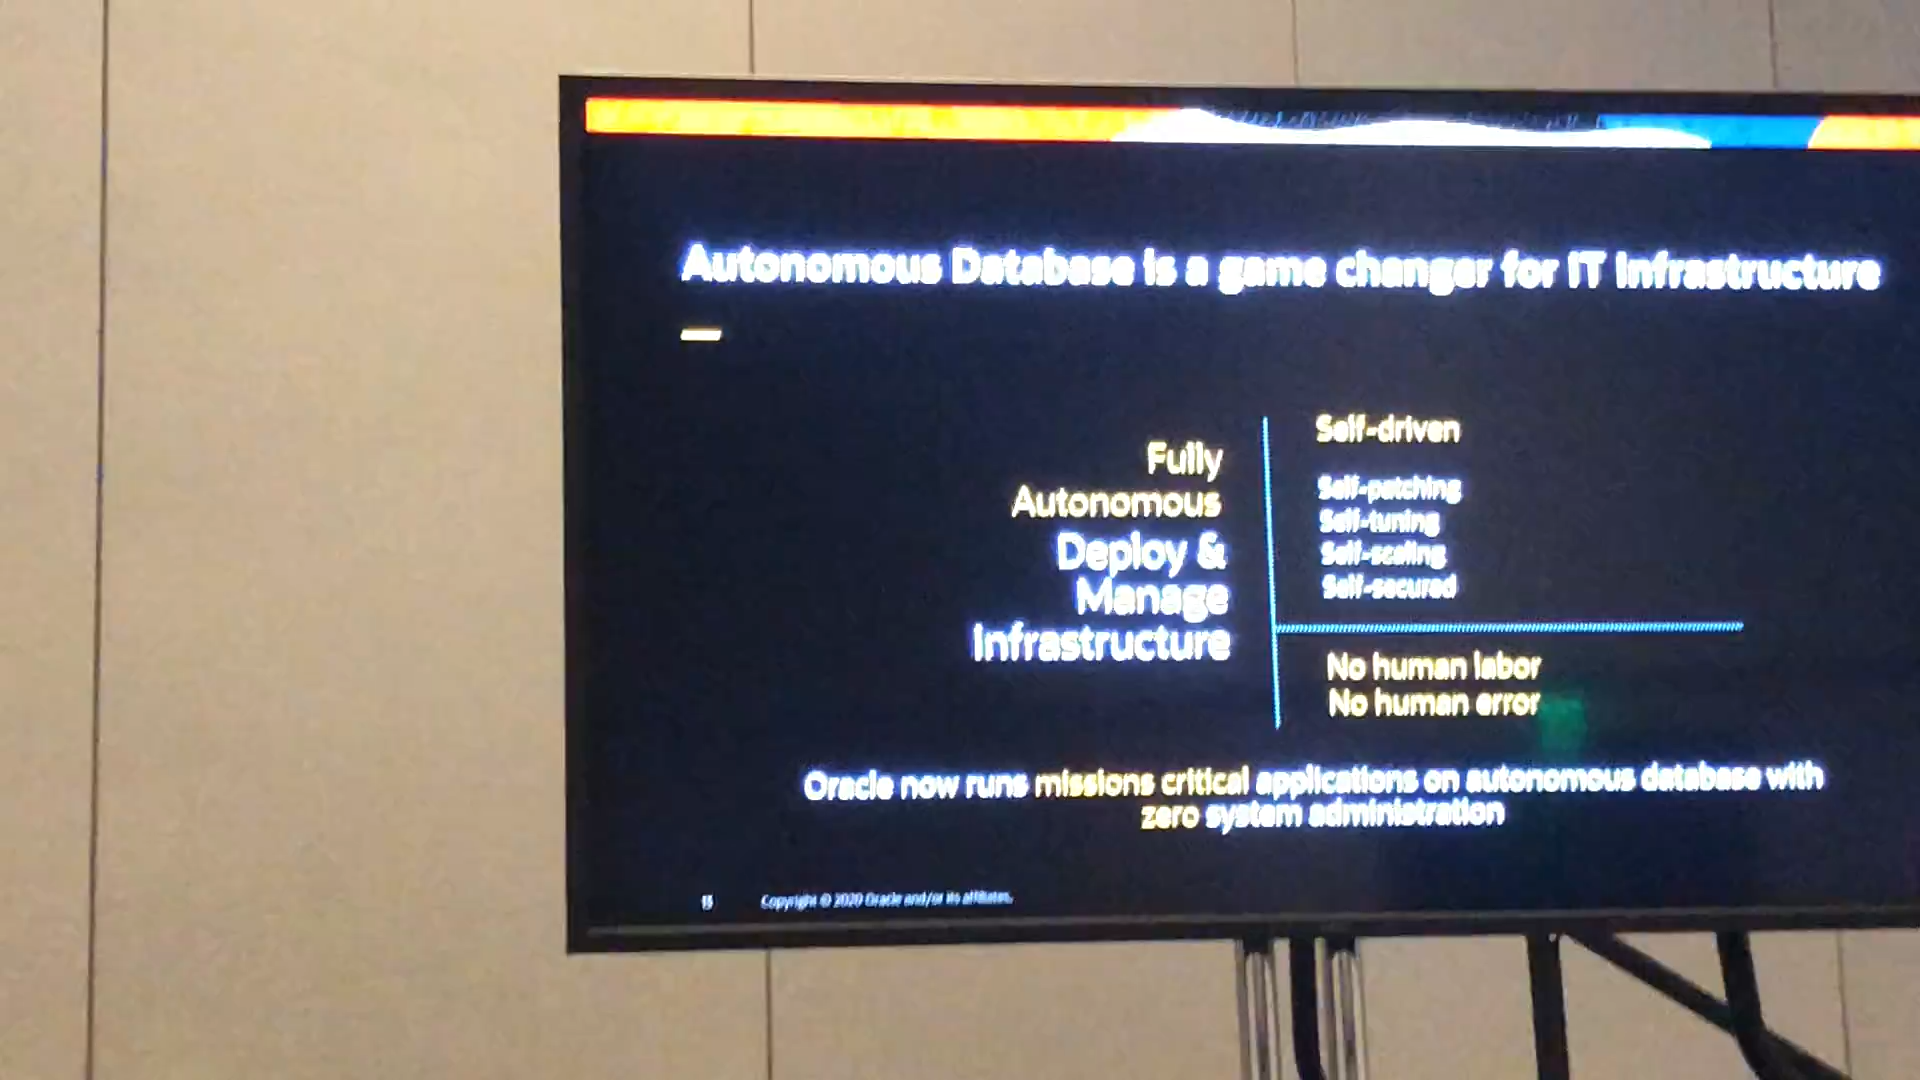 Autonomous Database is a game changer for IT Infrastructure
Fully
Autonomous
Deploy &
Manage
Infrastructure
Self-driven
Self-patching
Self-tuning
Self-scaling
Self-secured
No human labor
No human error
Oracle now runs missions critical applications on autonomous database with
zero system administration
13 Copyright © 2020 Oracle and/or its affiliates.